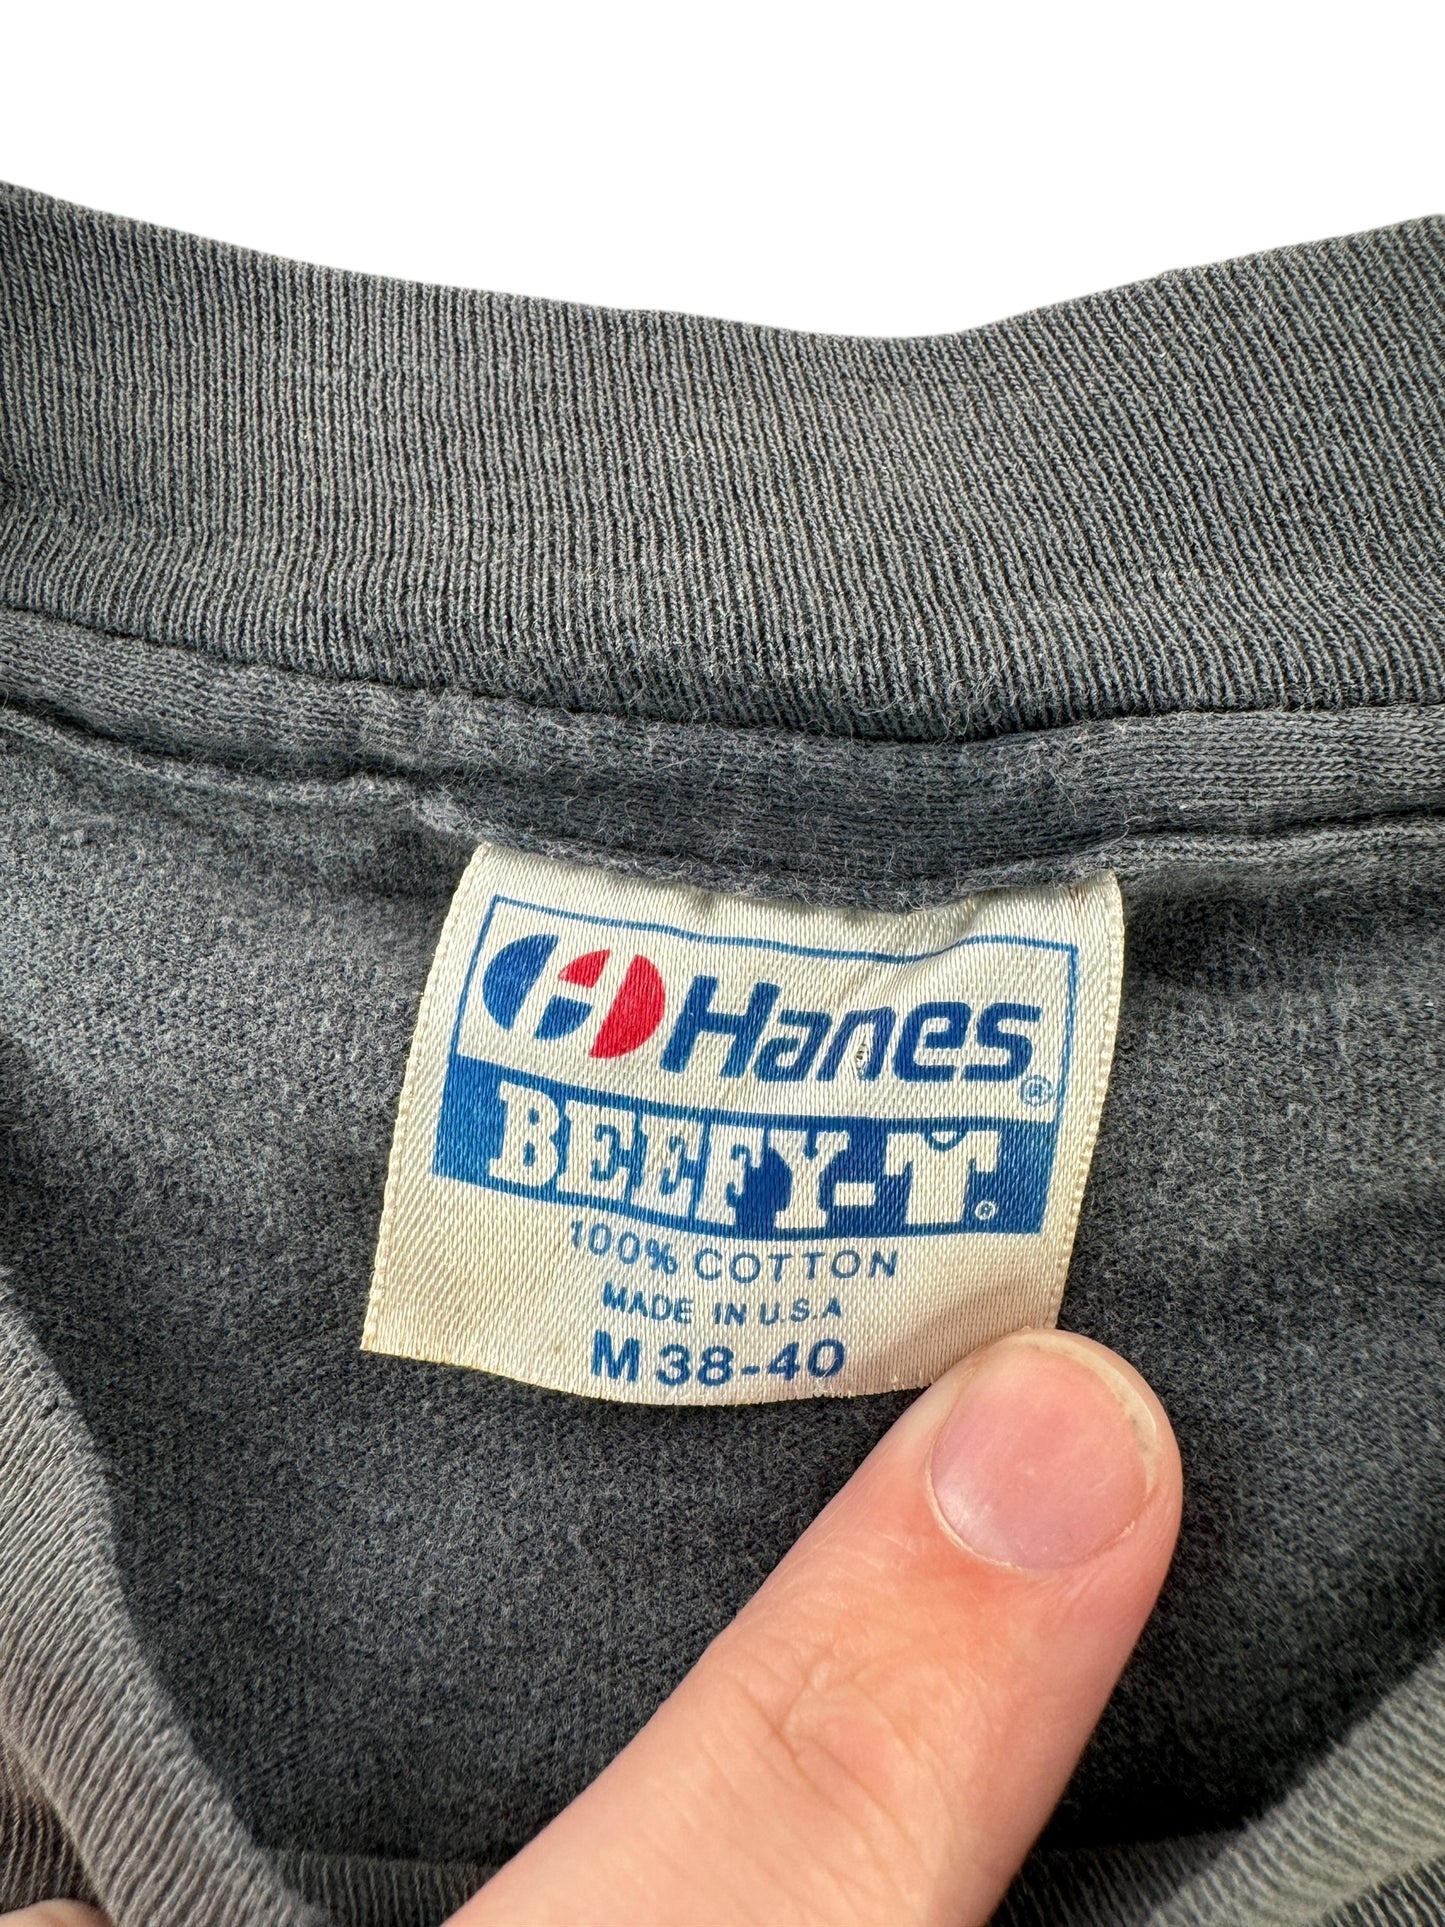 Hanes®
BEEFY-T®
100% COTTON
MADE IN U.S.A
M 38-40